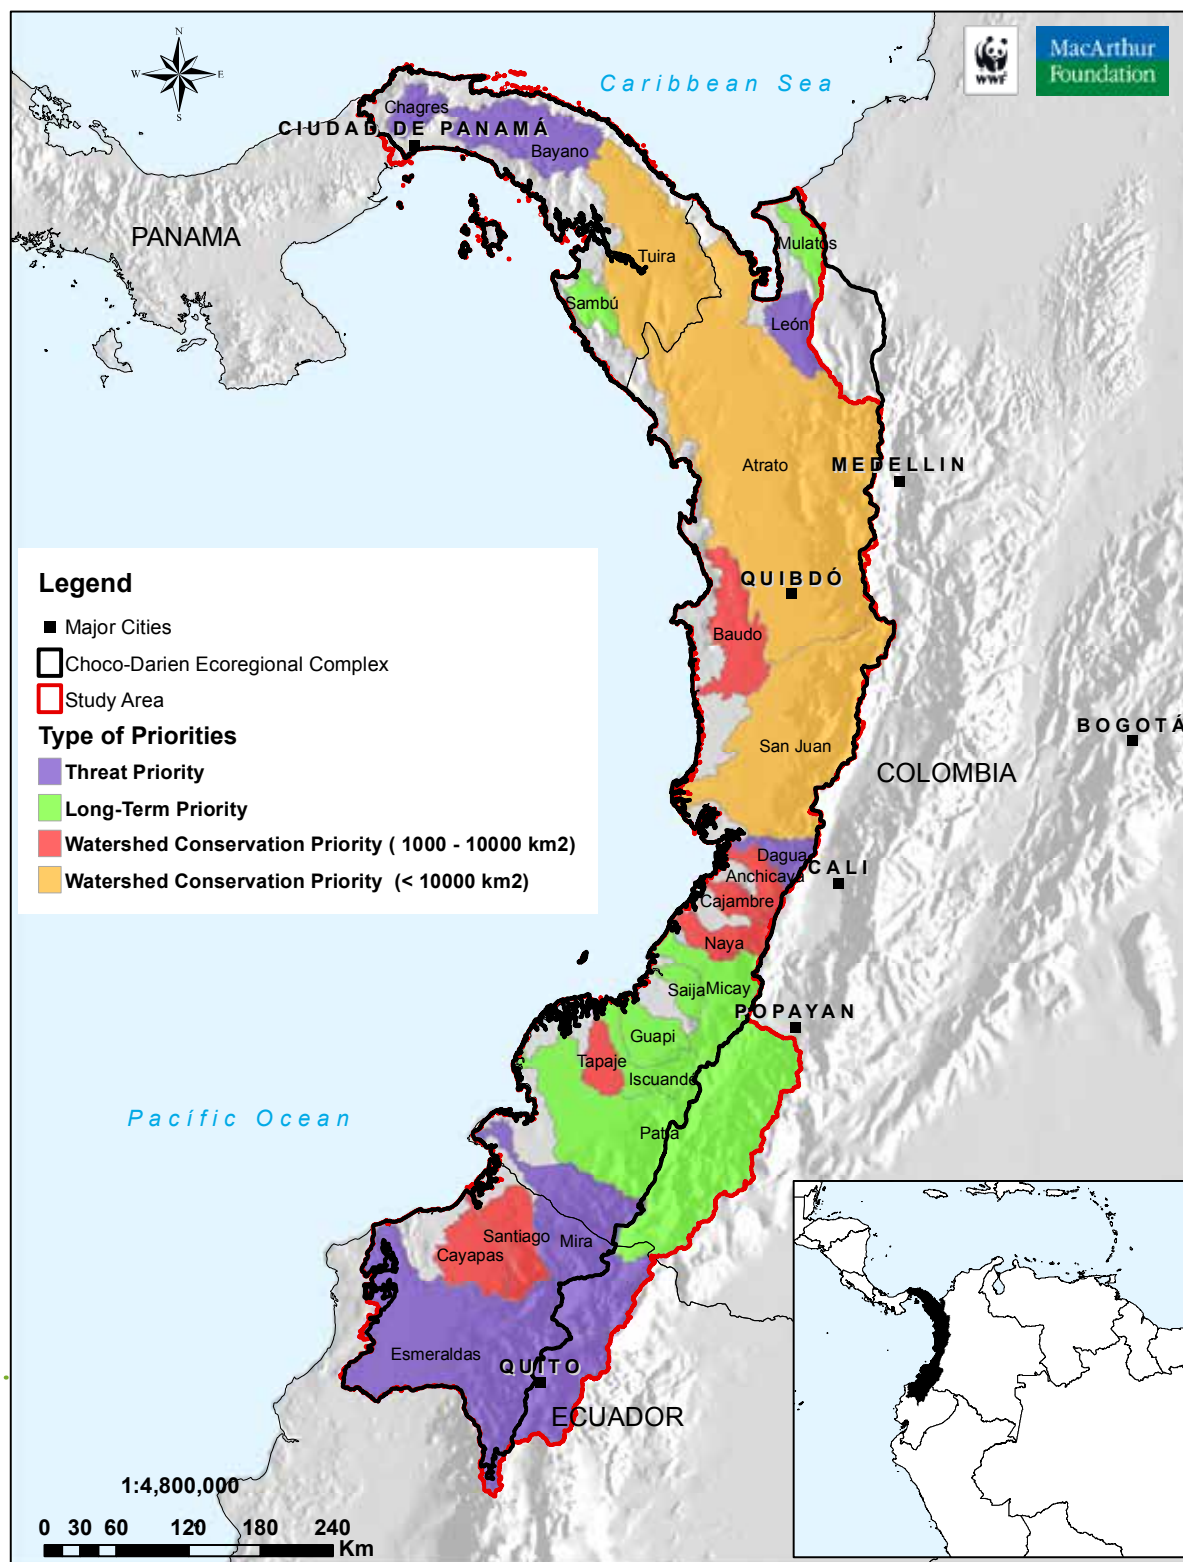 N
W
E
S
Caribbean Sea
WWF
MacArthur
Foundation
Chagres
CIUDAD DE PANAMÁ
Bayano
PANAMA
Tuira
Mulatos
Sambú
León
Atrato
MEDELLIN
Legend
Major Cities
Choco-Darien Ecoregional Complex
Study Area
Type of Priorities
Threat Priority
Long-Term Priority
Watershed Conservation Priority ( 1000 - 10000 km2)
Watershed Conservation Priority (< 10000 km2)
QUIBDÓ
Baudo
BOGOTÁ
San Juan
COLOMBIA
Dagua
Anchicaya
CALI
Cajambre
Naya
Saija
Micay
POPAYAN
Guapi
Tapaje
Iscuandé
Pacífic Ocean
Patía
Santiago
Mira
Cayapas
Esmeraldas
QUITO
ECUADOR
1:4,800,000
0 30 60 120 180 240
Km